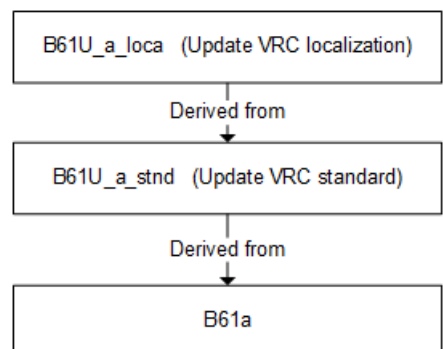 B61U_a_loca (Update VRC localization)
Derived from
B61U_a_stnd (Update VRC standard)
Derived from
B61a